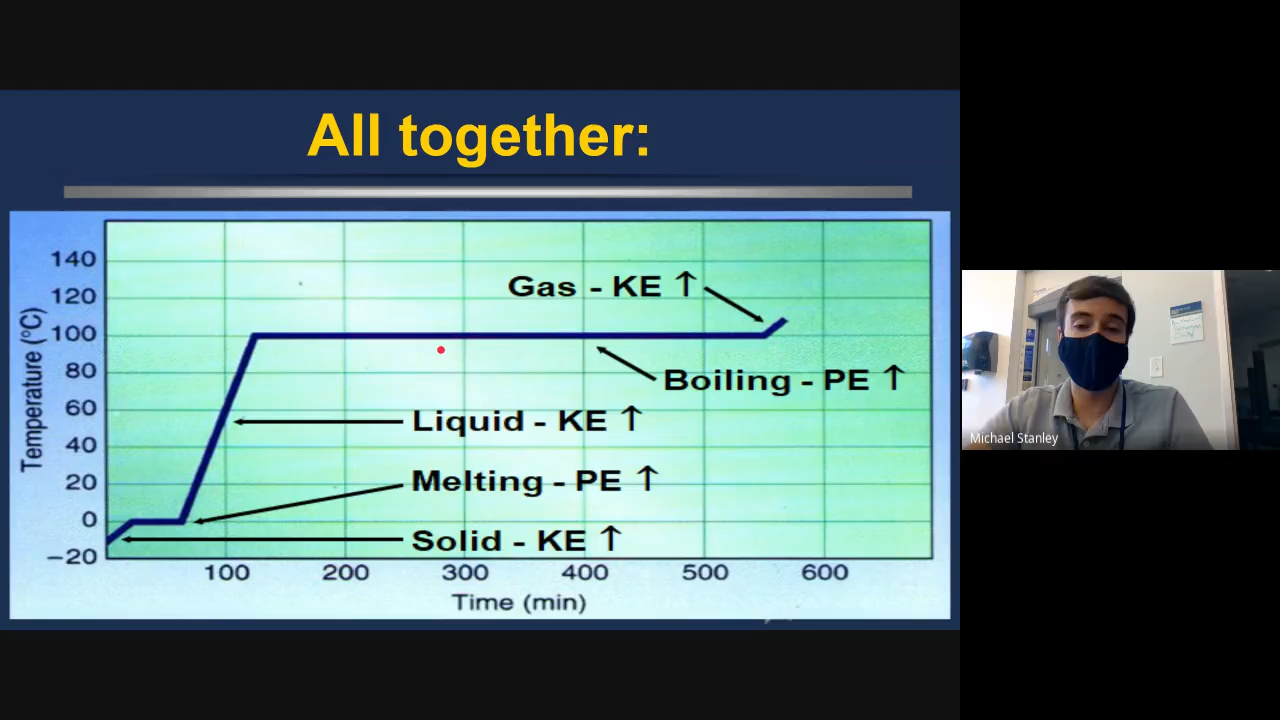 All together:
140
120
100
80
60
40
20
0
−20
Temperature (°C)
Gas - KE ↑
Boiling - PE ↑
Liquid - KE ↑
Melting - PE ↑
Solid - KE ↑
100 200 300 400 500 600
Time (min)
Michael Stanley